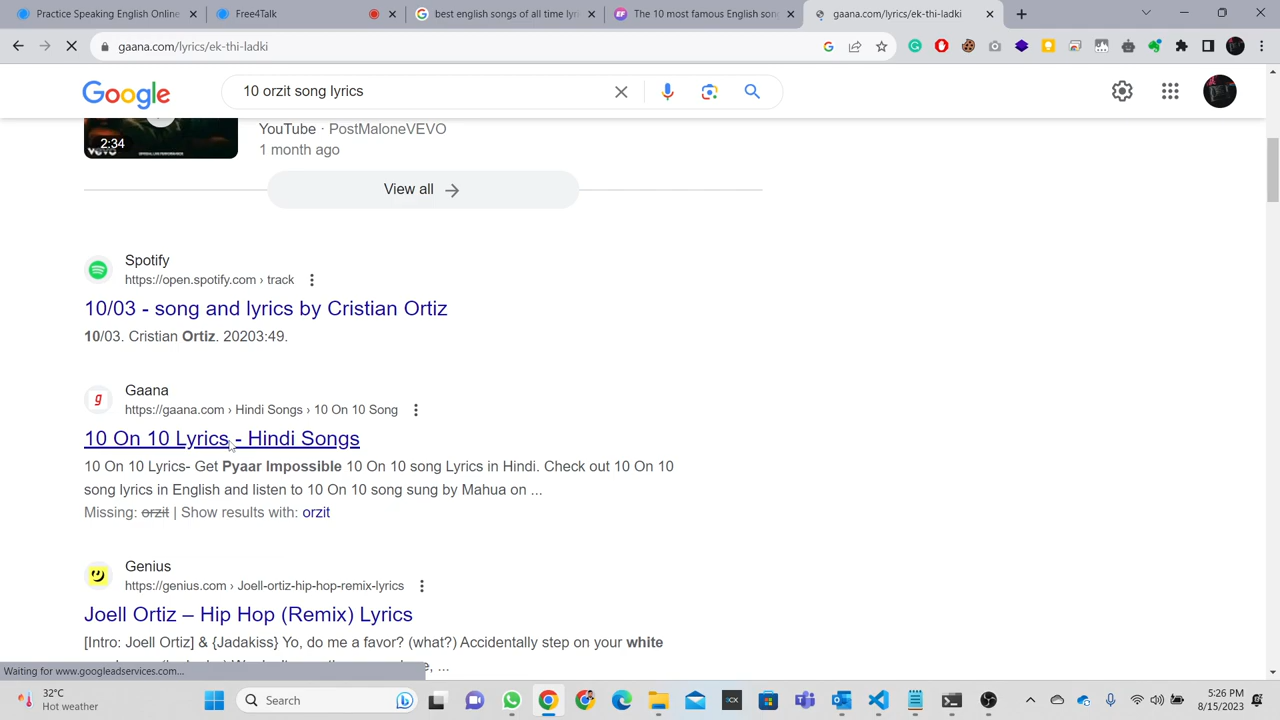 Practice Speaking English Online
Free4Talk
best english songs of all time lyri
The 10 most famous English son
gaana.com/lyrics/ek-thi-ladki
gaana.com/lyrics/ek-thi-ladki
Google
10 orzit song lyrics
2:34
YouTube · PostMaloneVEVO
1 month ago
View all
Spotify
https://open.spotify.com › track
10/03 - song and lyrics by Cristian Ortiz
10/03. Cristian Ortiz. 20203:49.
Gaana
https://gaana.com › Hindi Songs › 10 On 10 Song
10 On 10 Lyrics - Hindi Songs
10 On 10 Lyrics- Get Pyaar Impossible 10 On 10 song Lyrics in Hindi. Check out 10 On 10
song lyrics in English and listen to 10 On 10 song sung by Mahua on ...
Missing: orzit | Show results with: orzit
Genius
https://genius.com › Joell-ortiz-hip-hop-remix-lyrics
Joell Ortiz – Hip Hop (Remix) Lyrics
[Intro: Joell Ortiz] & {Jadakiss} Yo, do me a favor? (what?) Accidentally step on your white
Waiting for www.googleadservices.com...
32°C
Hot weather
Search
5:26 PM
8/15/2023